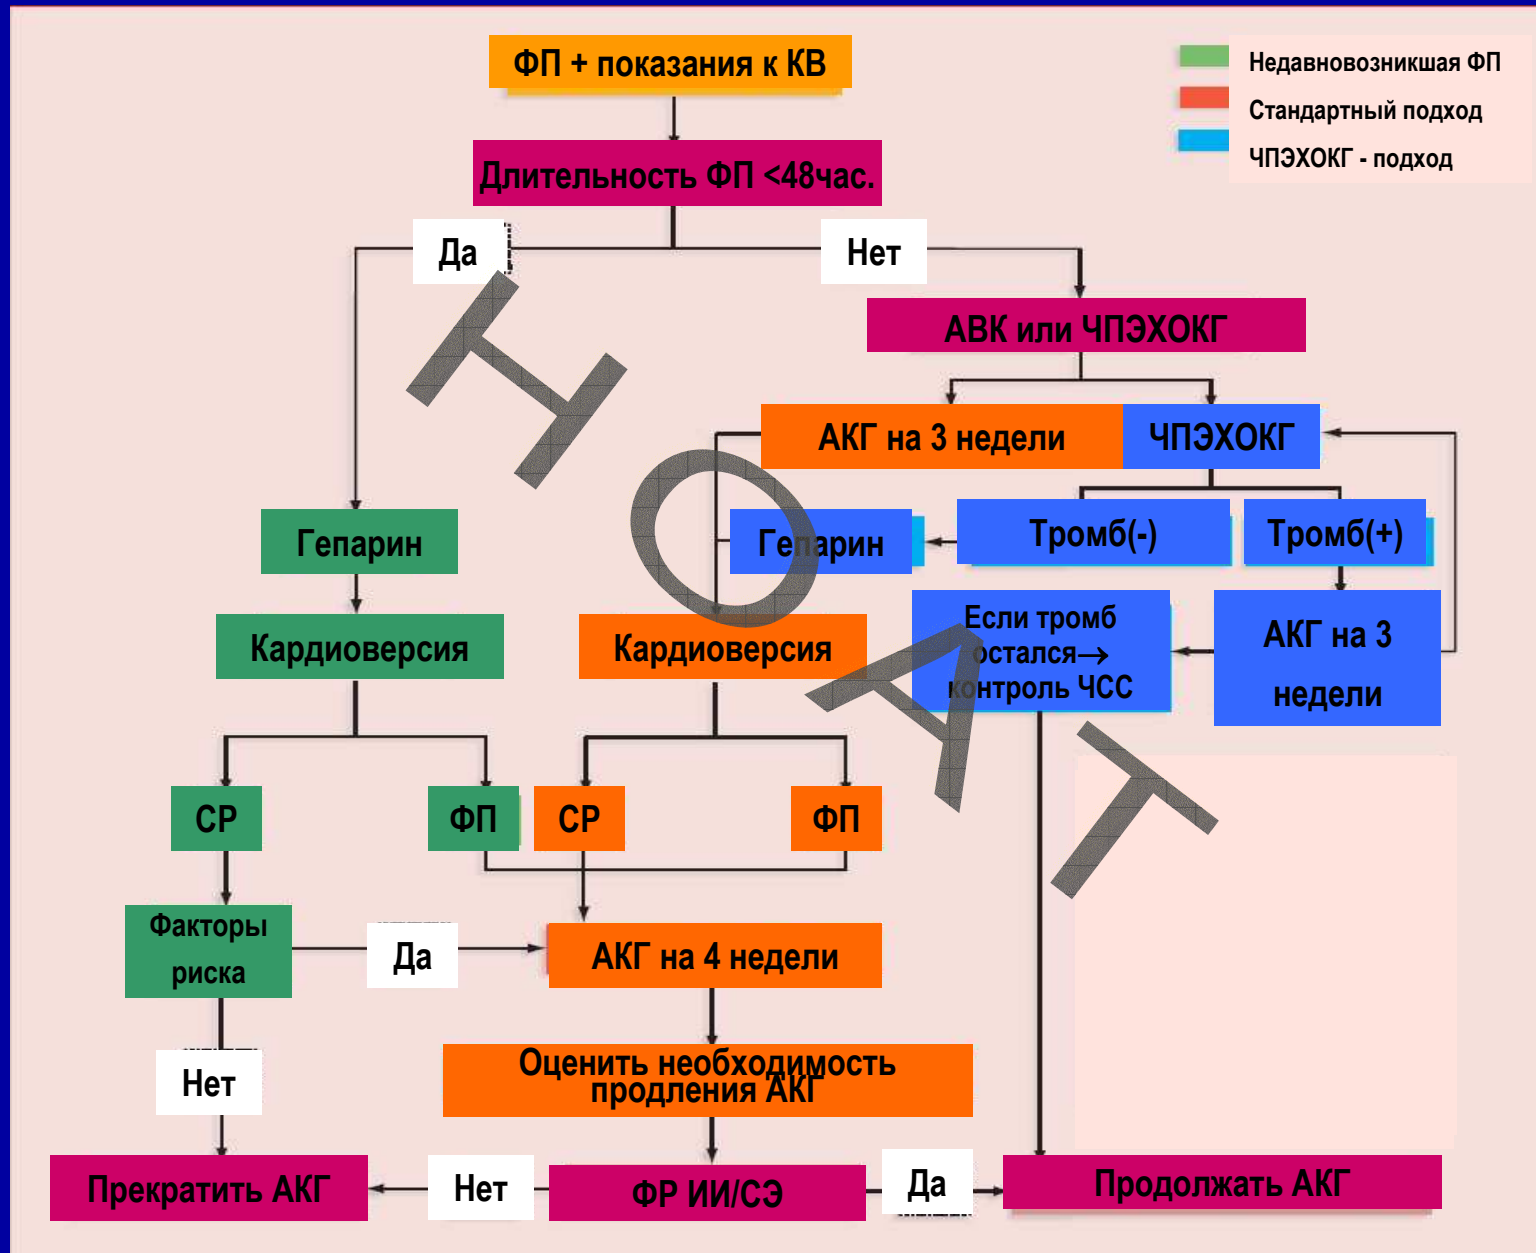 ФП + показания к КВ
Недавновозникшая ФП
Стандартный подход
ЧПЭХОКГ - подход
Длительность ФП <48час.
Да
Нет
АВК или ЧПЭХОКГ
АКГ на 3 недели
ЧПЭХОКГ
Гепарин
Гепарин
Тромб(-)
Тромб(+)
Кардиоверсия
Кардиоверсия
Если тромб
остался→
контроль ЧСС
АКГ на 3
недели
СР
ФП
СР
ФП
Факторы
риска
Да
АКГ на 4 недели
Нет
Оценить необходимость
продления АКГ
Прекратить АКГ
Нет
ФР ИИ/СЭ
Да
Продолжать АКГ
НОАТ